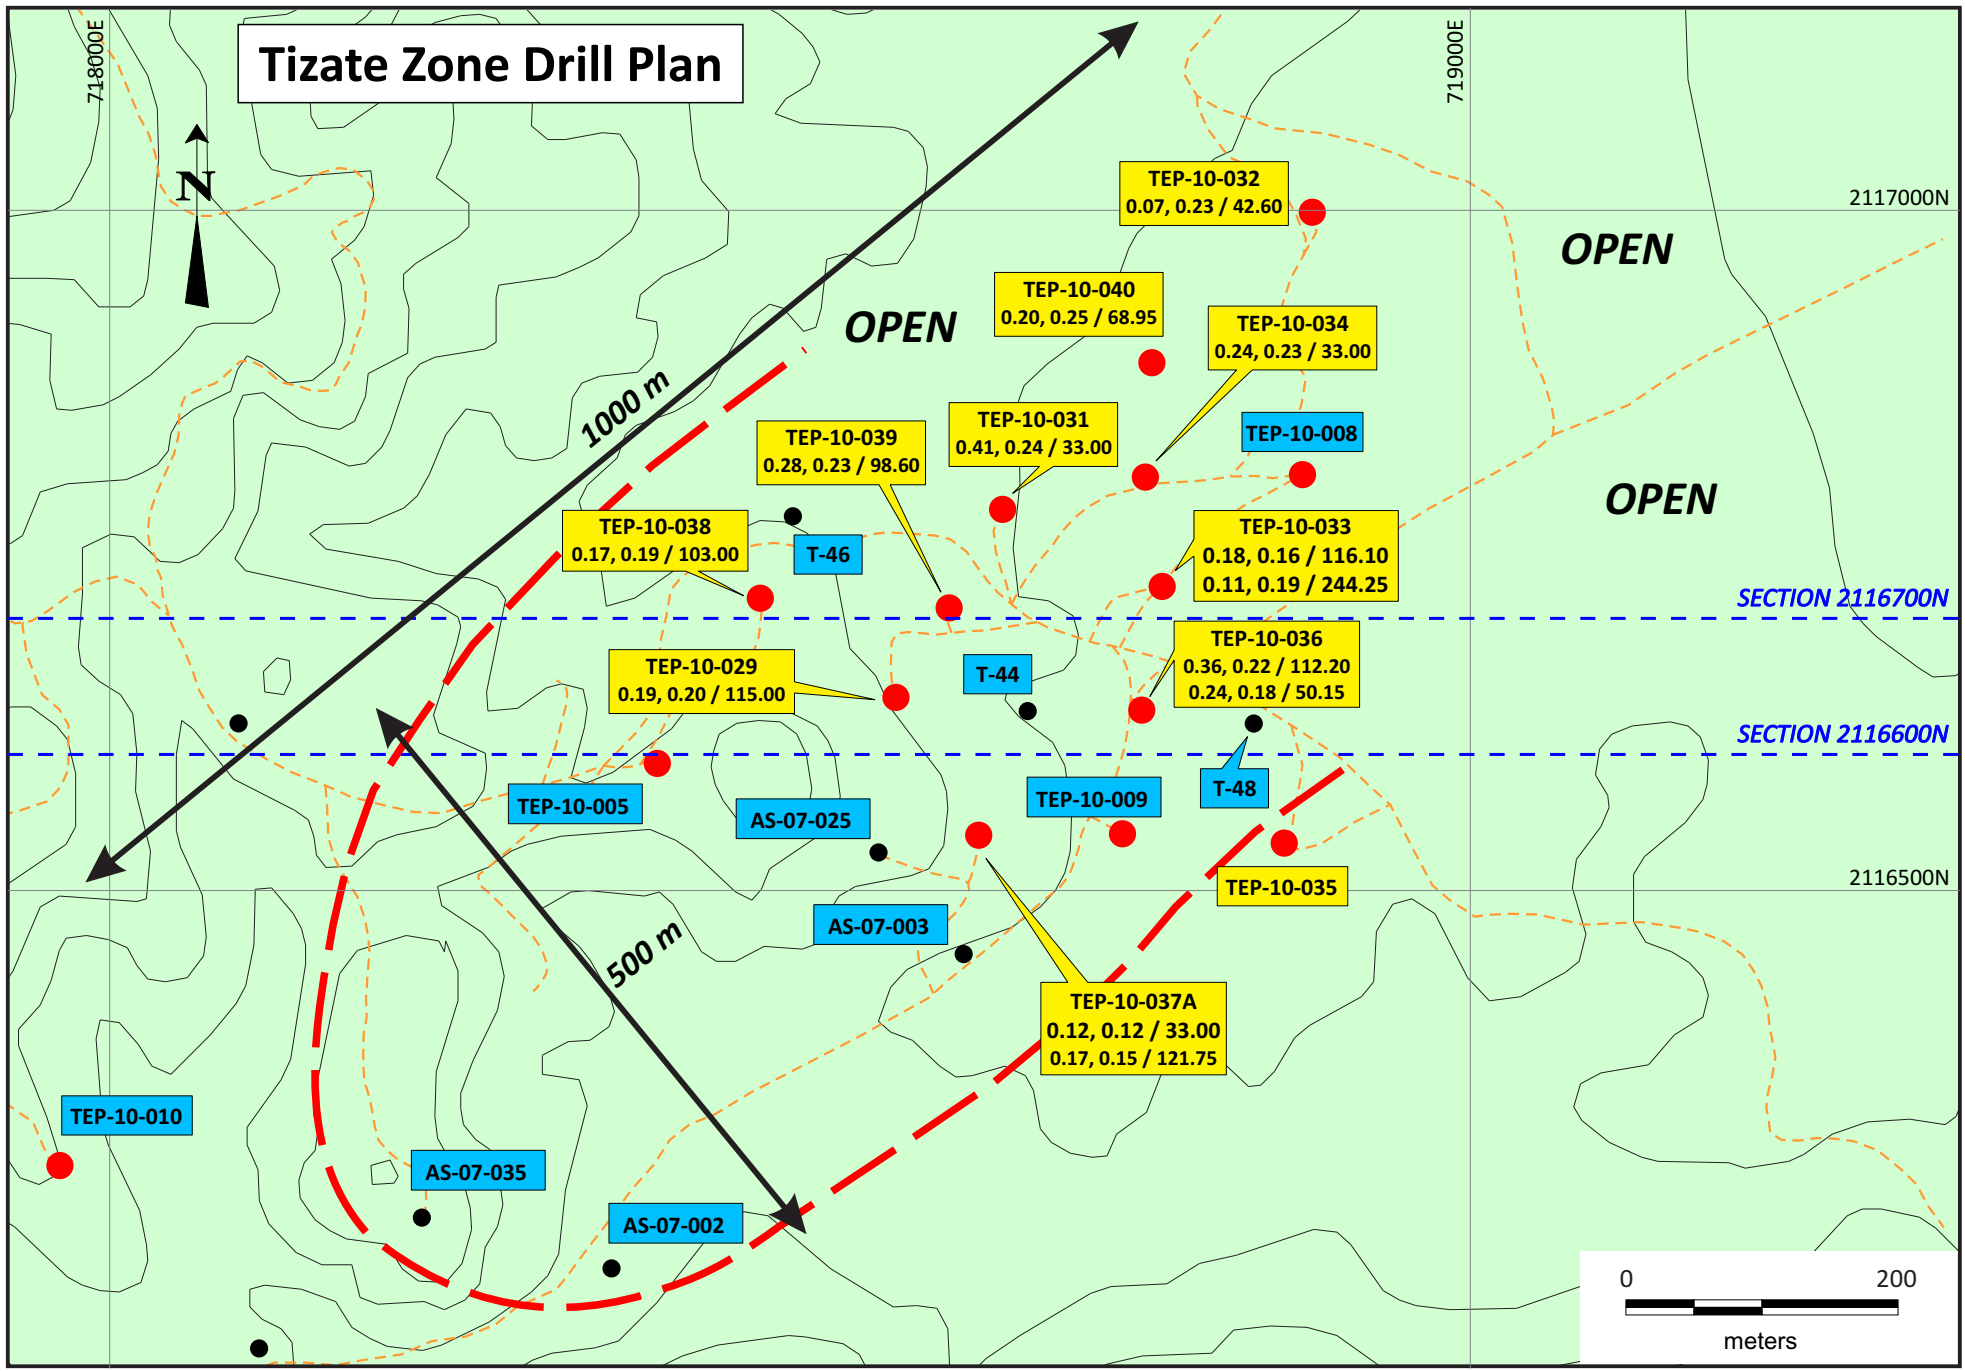 718000E
Tizate Zone Drill Plan
719000E
N
TEP-10-032
0.07, 0.23 / 42.60
2117000N
OPEN
TEP-10-040
0.20, 0.25 / 68.95
OPEN
TEP-10-034
0.24, 0.23 / 33.00
1000 m
TEP-10-031
0.41, 0.24 / 33.00
TEP-10-039
0.28, 0.23 / 98.60
TEP-10-008
OPEN
TEP-10-038
0.17, 0.19 / 103.00
T-46
TEP-10-033
0.18, 0.16 / 116.10
0.11, 0.19 / 244.25
SECTION 2116700N
TEP-10-036
0.36, 0.22 / 112.20
0.24, 0.18 / 50.15
TEP-10-029
0.19, 0.20 / 115.00
T-44
SECTION 2116600N
T-48
TEP-10-005
TEP-10-009
AS-07-025
TEP-10-035
2116500N
AS-07-003
500 m
TEP-10-037A
0.12, 0.12 / 33.00
0.17, 0.15 / 121.75
TEP-10-010
AS-07-035
AS-07-002
0 200
meters